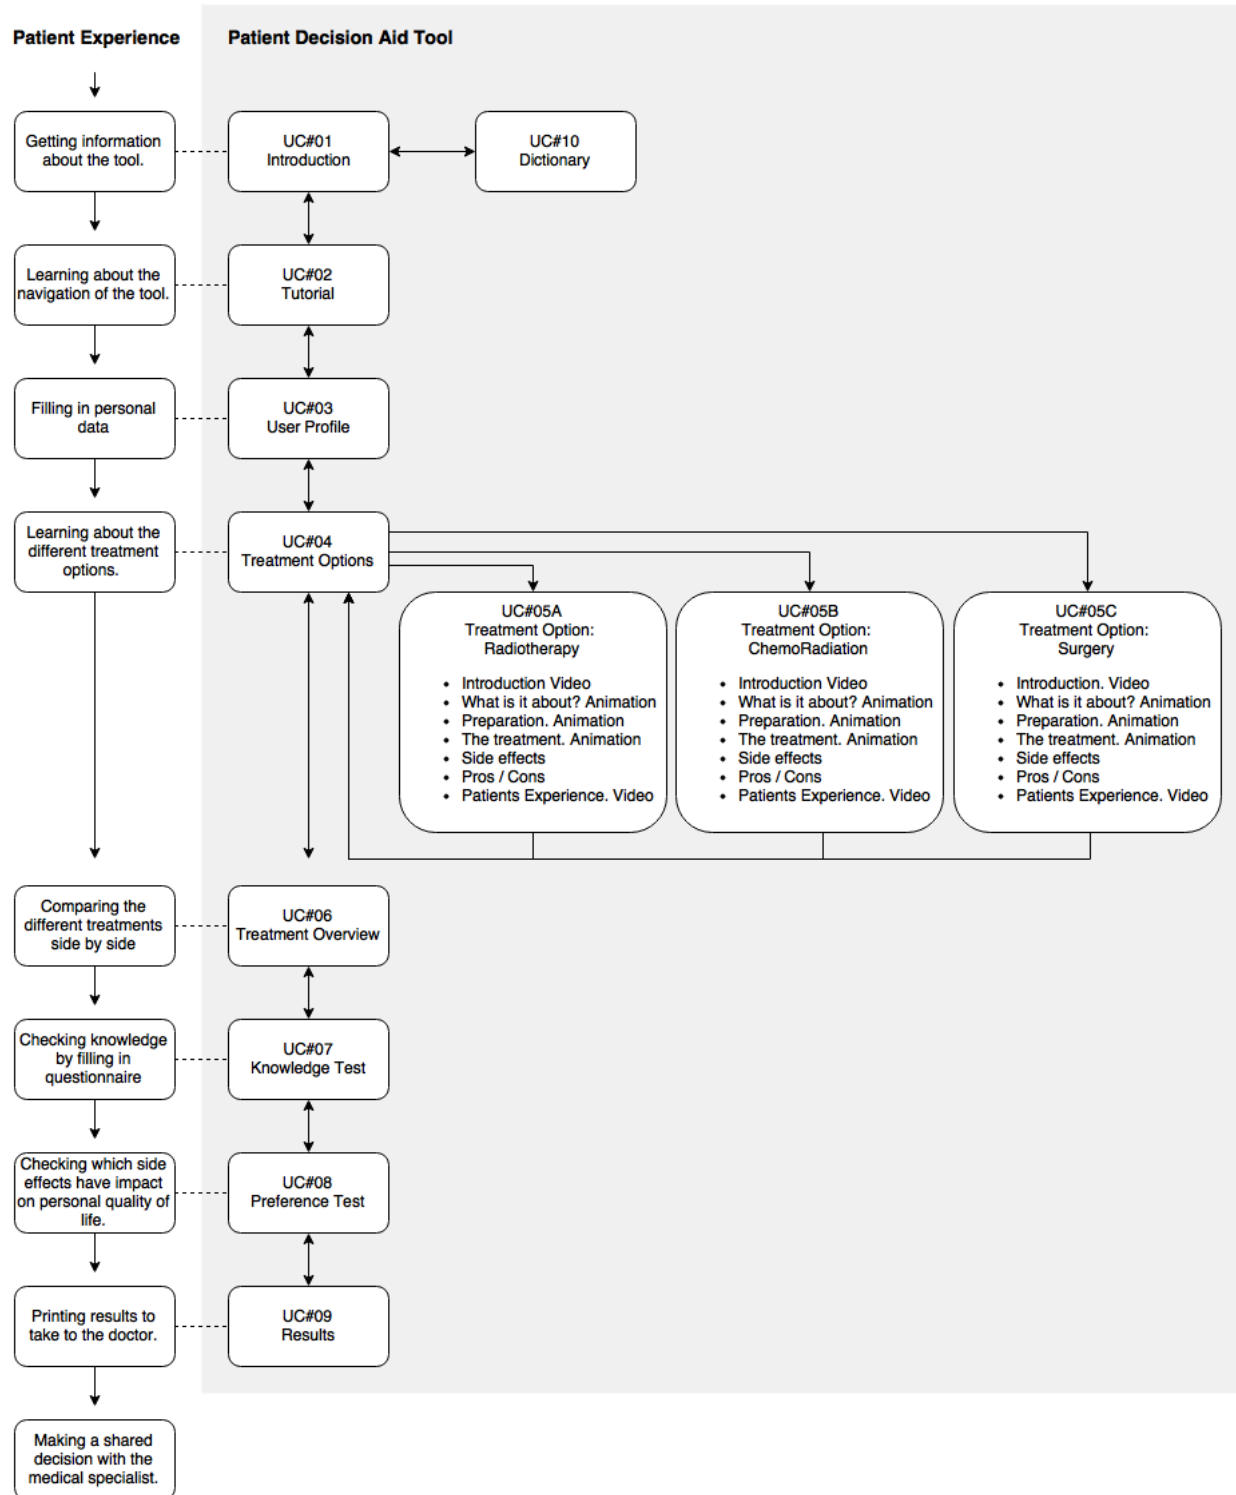 Patient Experience
Patient Decision Aid Tool
Getting information
about the tool.
UC#01
Introduction
UC#10
Dictionary
Learning about the
navigation of the tool.
UC#02
Tutorial
Filling in personal
data
UC#03
User Profile
Learning about the
different treatment
options.
UC#04
Treatment Options
UC#05A
Treatment Option:
Radiotherapy
• Introduction Video
• What is it about? Animation
• Preparation. Animation
• The treatment. Animation
• Side effects
• Pros / Cons
• Patients Experience. Video
UC#05B
Treatment Option:
ChemoRadiation
• Introduction Video
• What is it about? Animation
• Preparation. Animation
• The treatment. Animation
• Side effects
• Pros / Cons
• Patients Experience. Video
UC#05C
Treatment Option:
Surgery
• Introduction. Video
• What is it about? Animation
• Preparation. Animation
• The treatment. Animation
• Side effects
• Pros / Cons
• Patients Experience. Video
Comparing the
different treatments
side by side
UC#06
Treatment Overview
Checking knowledge
by filling in
questionnaire
UC#07
Knowledge Test
Checking which side
effects have impact
on personal quality of
life.
UC#08
Preference Test
Printing results to
take to the doctor.
UC#09
Results
Making a shared
decision with the
medical specialist.